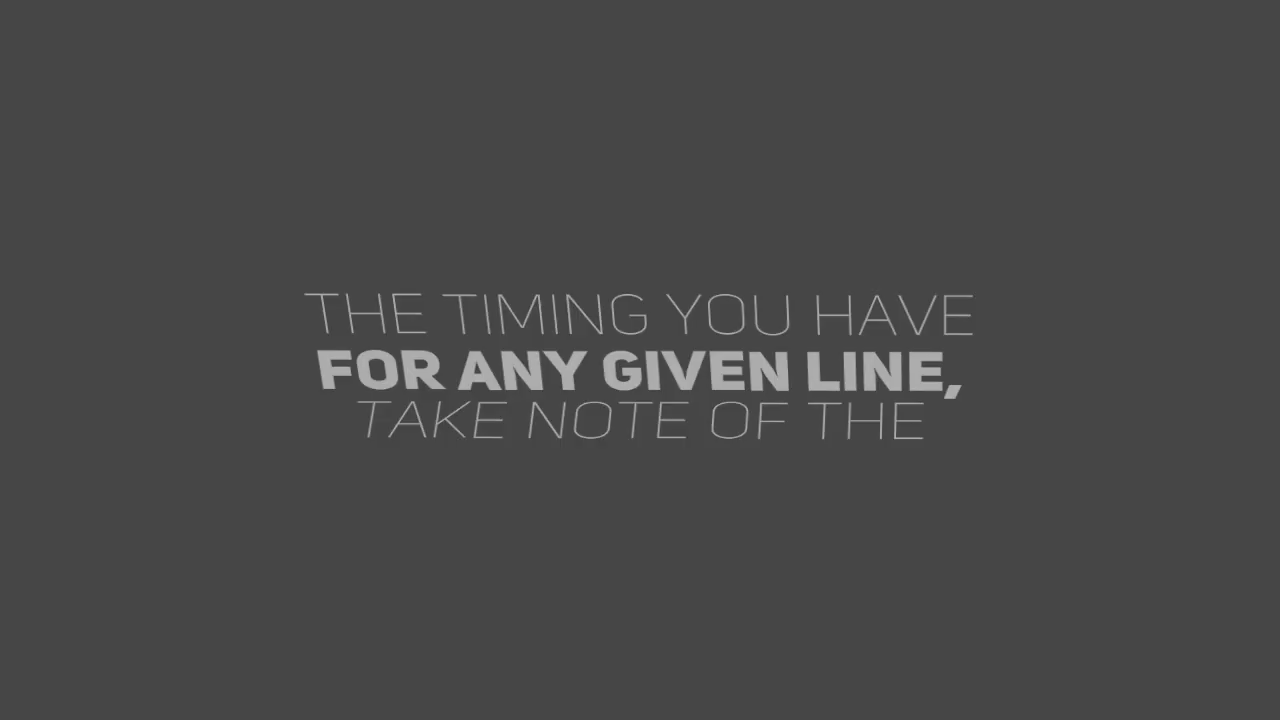 THE TIMING YOU HAVE
FOR ANY GIVEN LINE,
TAKE NOTE OF THE